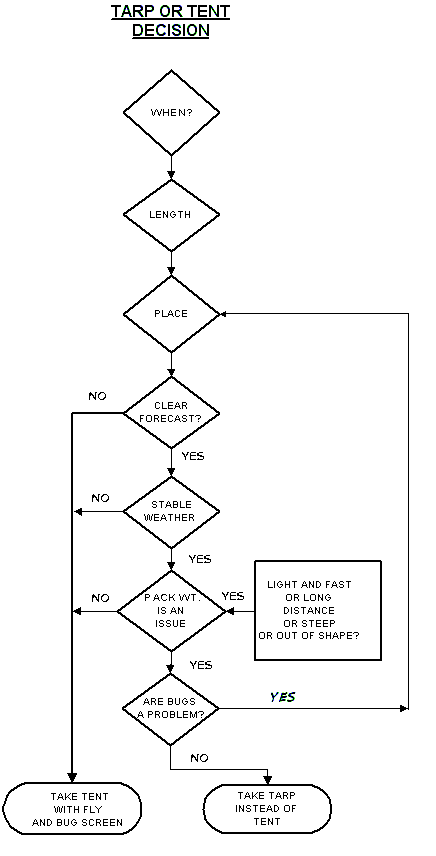 TARP OR TENT
DECISION
WHEN?
LENGTH
PLACE
NO
CLEAR
FORECAST?
YES
NO
STABLE
WEATHER
YES
NO
PACK WT.
IS AN
ISSUE
YES
LIGHT AND FAST
OR LONG
DISTANCE
OR STEEP
OR OUT OF SHAPE?
YES
ARE BUGS
A PROBLEM?
YES
NO
TAKE TENT
WITH FLY
AND BUG SCREEN
TAKE TARP
INSTEAD OF
TENT